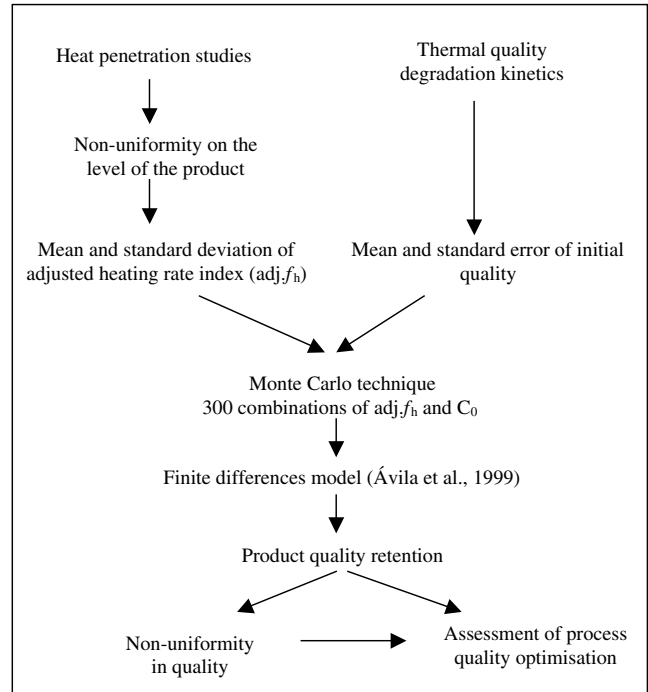 Heat penetration studies
Thermal quality
degradation kinetics
Non-uniformity on the
level of the product
Mean and standard deviation of
adjusted heating rate index (adj.fh)
Mean and standard error of initial
quality
Monte Carlo technique
300 combinations of adj.fh and C0
Finite differences model (Ávila et al., 1999)
Product quality retention
Non-uniformity
in quality
Assessment of process
quality optimisation